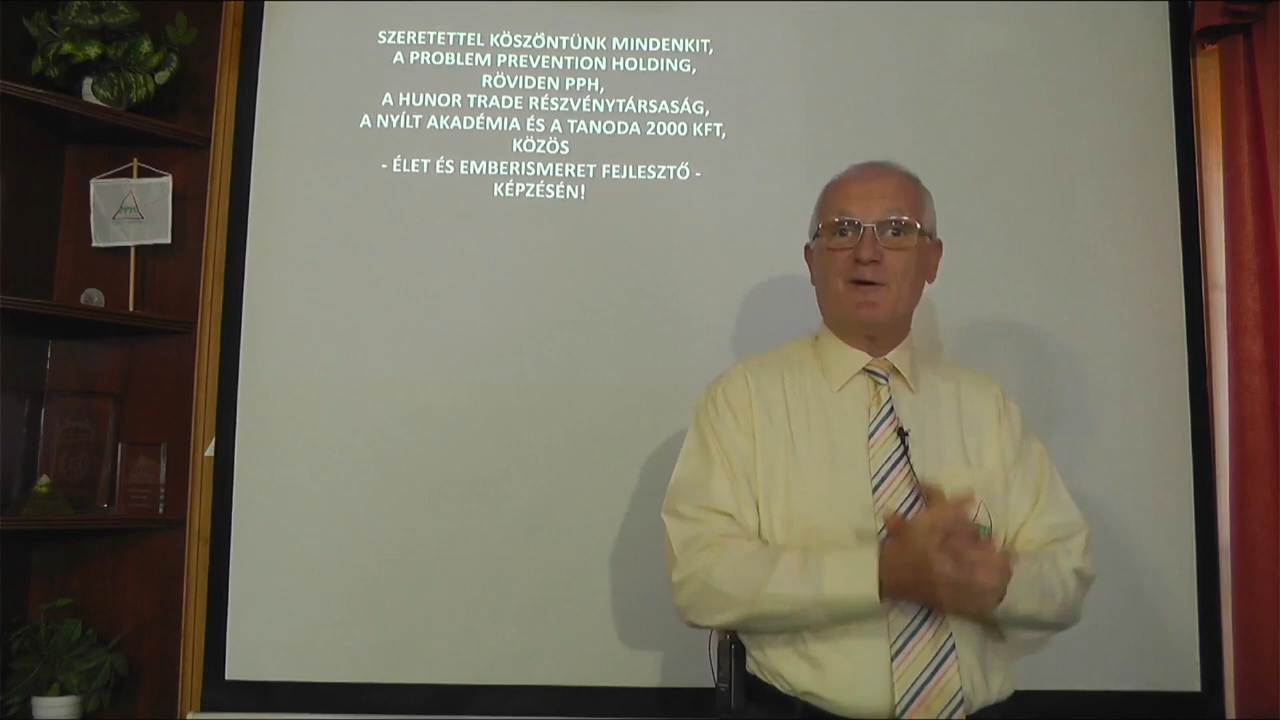 SZERETETTEL KÖSZÖNTÜNK MINDENKIT,
A PROBLEM PREVENTION HOLDING,
RÖVIDEN PPH,
A HUNOR TRADE RÉSZVÉNYTÁRSASÁG,
A NYÍLT AKADÉMIA ÉS A TANODA 2000 KFT,
KÖZÖS
- ÉLET ÉS EMBERISMERET FEJLESZTŐ -
KÉPZÉSÉN!